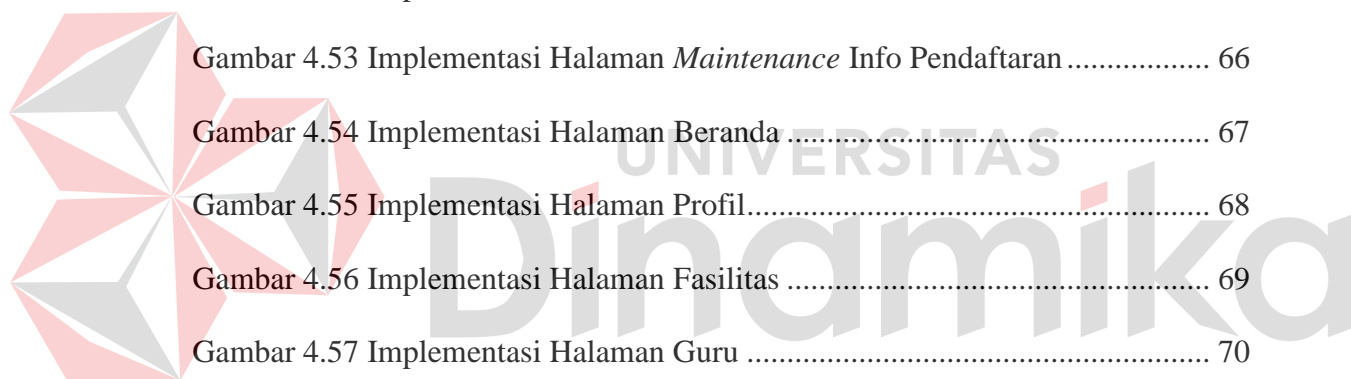 Gambar 4.53 Implementasi Halaman Maintenance Info Pendaftaran .................. 66
Gambar 4.54 Implementasi Halaman Beranda ..................................................... 67
UNIVERSITAS
Gambar 4.55 Implementasi Halaman Profil.......................................................... 68
Dinamika
Gambar 4.56 Implementasi Halaman Fasilitas ..................................................... 69
Gambar 4.57 Implementasi Halaman Guru .......................................................... 70